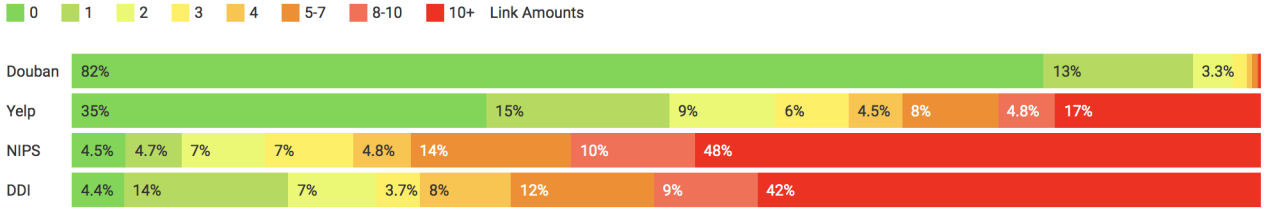 0 1 2 3 4 5-7 8-10 10+ Link Amounts
Douban 82% 13% 3.3%
Yelp 35% 15% 9% 6% 4.5% 8% 4.8% 17%
NIPS 4.5% 4.7% 7% 7% 4.8% 14% 10% 48%
DDI 4.4% 14% 7% 3.7% 8% 12% 9% 42%